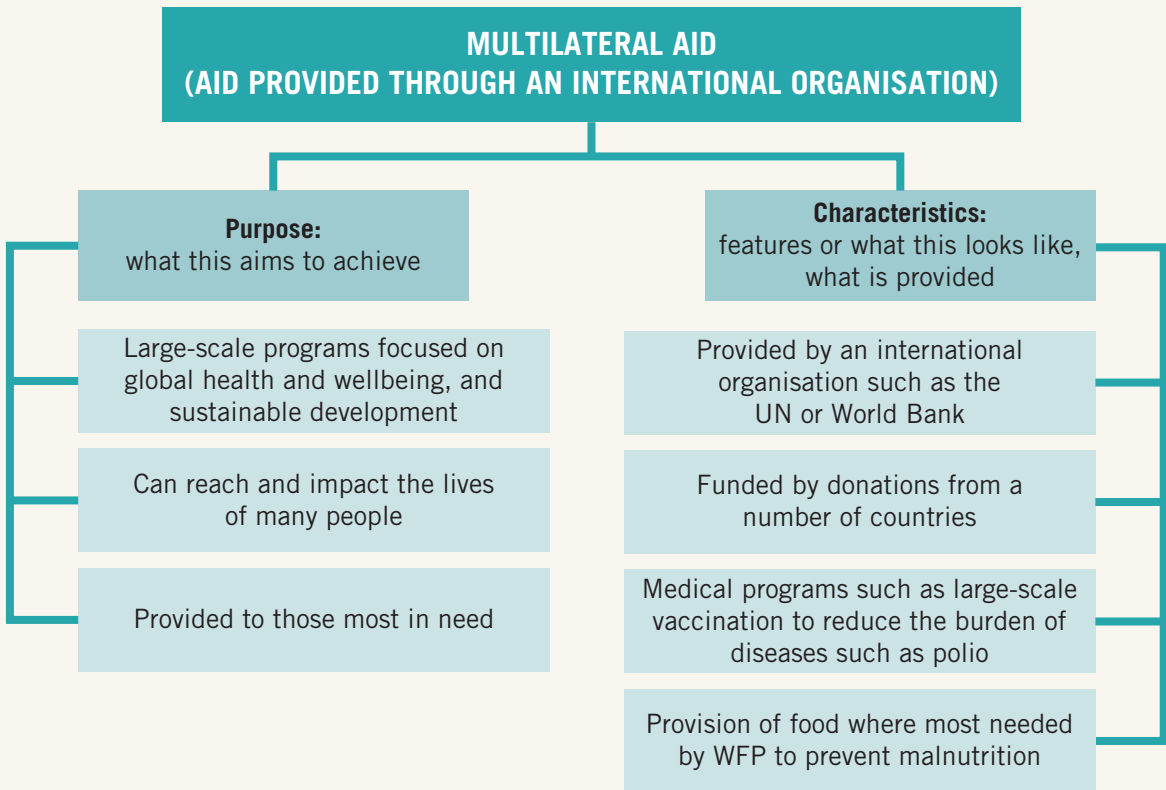 MULTILATERAL AID
(AID PROVIDED THROUGH AN INTERNATIONAL ORGANISATION)
Purpose:
what this aims to achieve
Large-scale programs focused on
global health and wellbeing, and
sustainable development
Can reach and impact the lives
of many people
Provided to those most in need
Characteristics:
features or what this looks like,
what is provided
Provided by an international
organisation such as the
UN or World Bank
Funded by donations from a
number of countries
Medical programs such as large-scale
vaccination to reduce the burden of
diseases such as polio
Provision of food where most needed
by WFP to prevent malnutrition